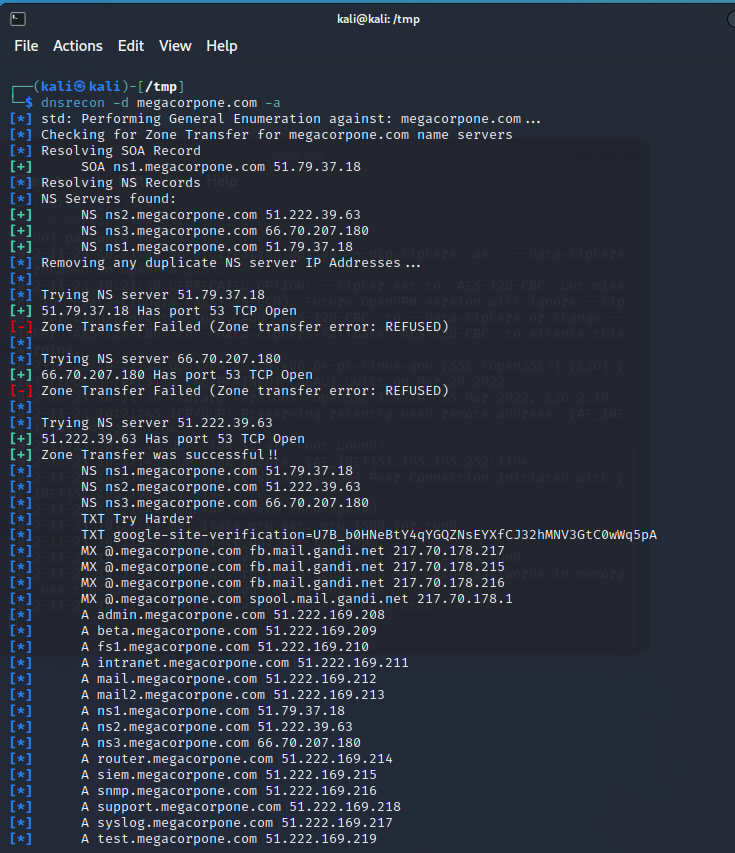 kali@kali: /tmp
File Actions Edit View Help
┌──(kali㉿kali)-[/tmp]
└─$ dnsrecon -d megacorpone.com -a
[*] std: Performing General Enumeration against: megacorpone.com...
[*] Checking for Zone Transfer for megacorpone.com name servers
[*] Resolving SOA Record
[+] SOA ns1.megacorpone.com 51.79.37.18
[*] Resolving NS Records
[*] NS Servers found:
[+] NS ns2.megacorpone.com 51.222.39.63
[+] NS ns3.megacorpone.com 66.70.207.180
[+] NS ns1.megacorpone.com 51.79.37.18
[*] Removing any duplicate NS server IP Addresses...
[*]
[*] Trying NS server 51.79.37.18
[+] 51.79.37.18 Has port 53 TCP Open
[-] Zone Transfer Failed (Zone transfer error: REFUSED)
[*]
[*] Trying NS server 66.70.207.180
[+] 66.70.207.180 Has port 53 TCP Open
[-] Zone Transfer Failed (Zone transfer error: REFUSED)
[*]
[*] Trying NS server 51.222.39.63
[+] 51.222.39.63 Has port 53 TCP Open
[+] Zone Transfer was successful!!
[*] NS ns1.megacorpone.com 51.79.37.18
[*] NS ns2.megacorpone.com 51.222.39.63
[*] NS ns3.megacorpone.com 66.70.207.180
[*] TXT Try Harder
[*] TXT google-site-verification=U7B_b0HNeBtY4qYGQZNsEYXfCJ32hMNV3GtC0wWq5pA
[*] MX @.megacorpone.com fb.mail.gandi.net 217.70.178.217
[*] MX @.megacorpone.com fb.mail.gandi.net 217.70.178.215
[*] MX @.megacorpone.com fb.mail.gandi.net 217.70.178.216
[*] MX @.megacorpone.com spool.mail.gandi.net 217.70.178.1
[*] A admin.megacorpone.com 51.222.169.208
[*] A beta.megacorpone.com 51.222.169.209
[*] A fs1.megacorpone.com 51.222.169.210
[*] A intranet.megacorpone.com 51.222.169.211
[*] A mail.megacorpone.com 51.222.169.212
[*] A mail2.megacorpone.com 51.222.169.213
[*] A ns1.megacorpone.com 51.79.37.18
[*] A ns2.megacorpone.com 51.222.39.63
[*] A ns3.megacorpone.com 66.70.207.180
[*] A router.megacorpone.com 51.222.169.214
[*] A siem.megacorpone.com 51.222.169.215
[*] A snmp.megacorpone.com 51.222.169.216
[*] A support.megacorpone.com 51.222.169.218
[*] A syslog.megacorpone.com 51.222.169.217
[*] A test.megacorpone.com 51.222.169.219